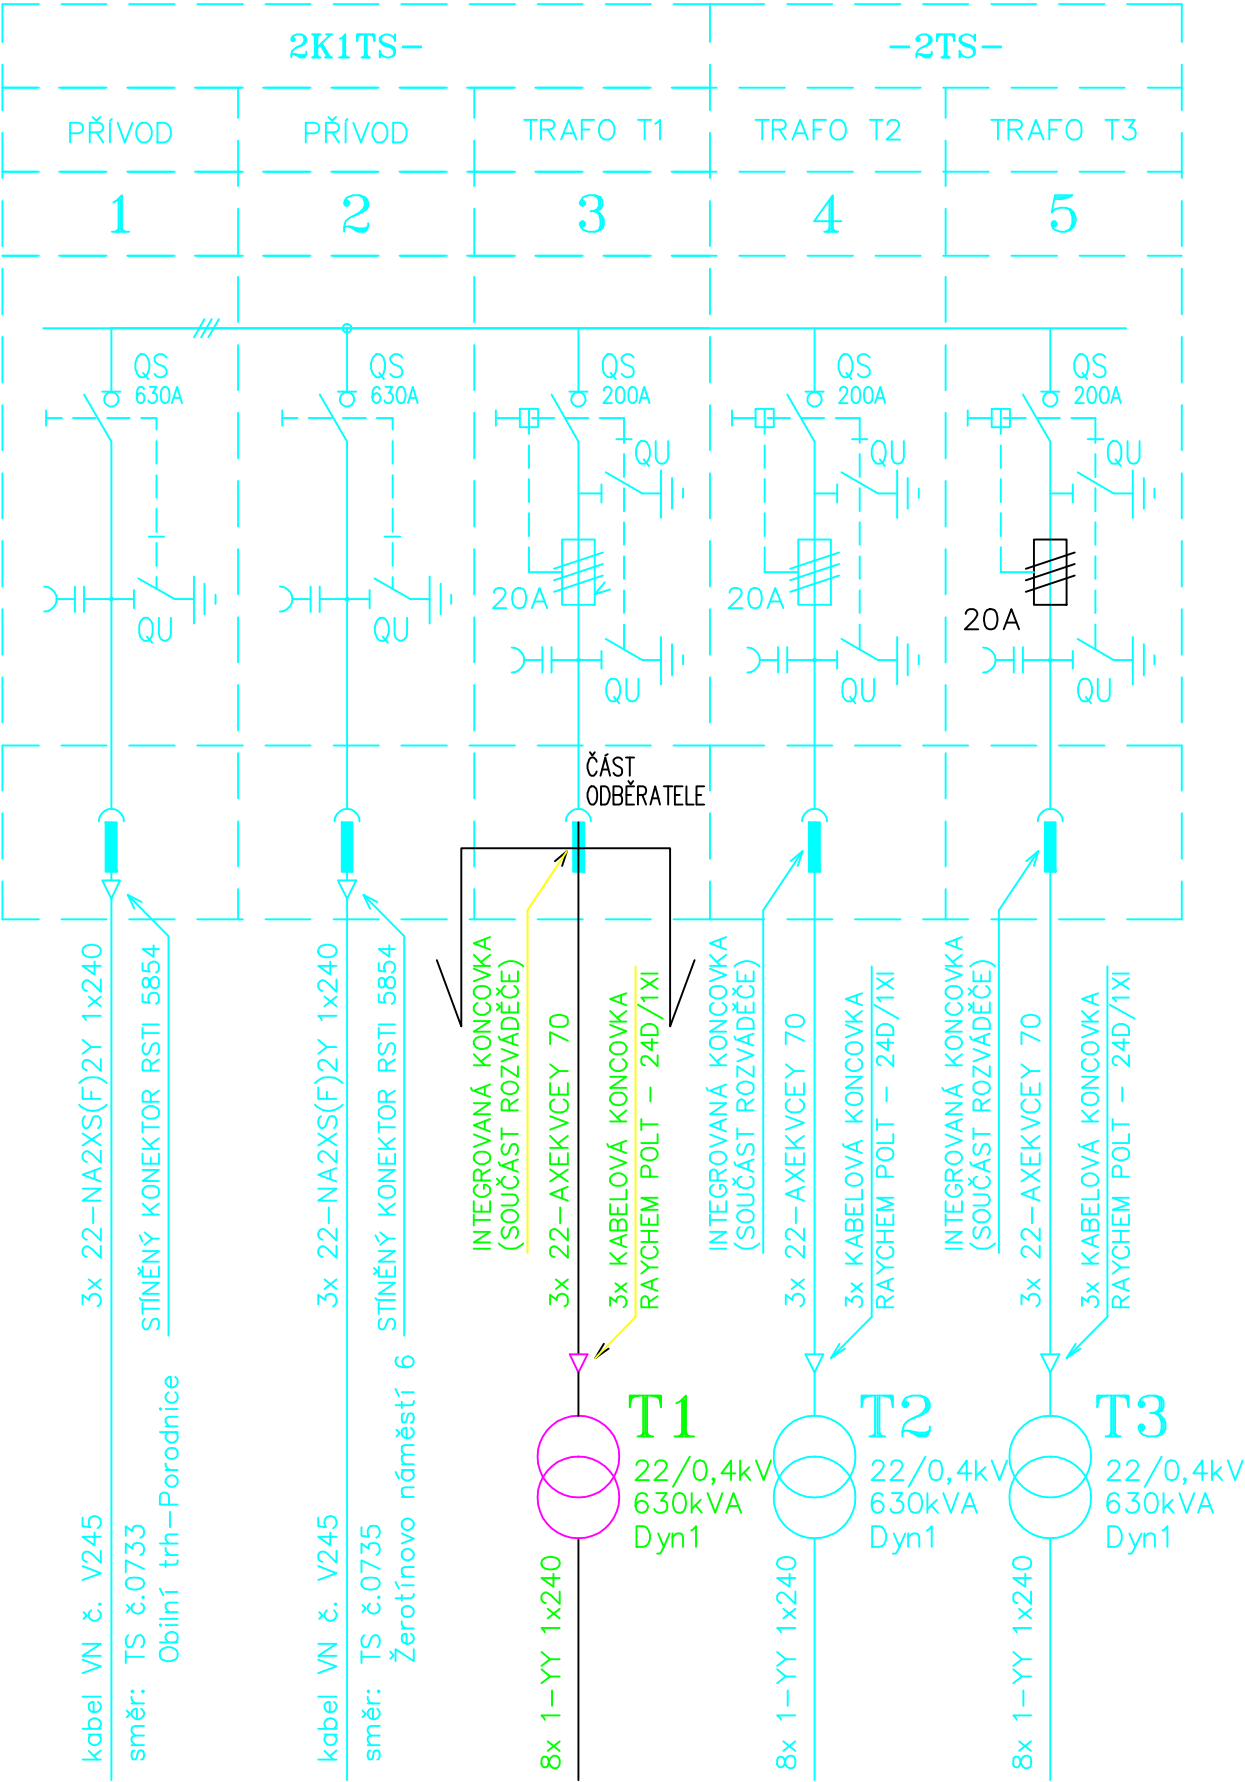 2K1TS-
-2TS-
PŘÍVOD
PŘÍVOD
TRAFO T1
TRAFO T2
TRAFO T3
1
2
3
4
5
QS
630A
QU
QS
630A
QU
QS
200A
QU
20A
QU
QS
200A
QU
20A
QU
QS
200A
QU
20A
QU
ČÁST
ODBĚRATELE
3x 22-NA2XS(F)2Y 1x240
STÍNĚNÝ KONEKTOR RSTI 5854
kabel VN č. V245
směr: TS č.0733
Obilní trh-Porodnice
3x 22-NA2XS(F)2Y 1x240
STÍNĚNÝ KONEKTOR RSTI 5854
kabel VN č. V245
směr: TS č.0735
Žerotínovo náměstí 6
INTEGROVANÁ KONCOVKA
(SOUČÁST ROZVÁDĚČE)
3x 22-AXEKVCEY 70
3x KABELOVÁ KONCOVKA
RAYCHEM POLT - 24D/1XI
T1
22/0,4kV
630kVA
Dyn1
8x 1-YY 1x240
INTEGROVANÁ KONCOVKA
(SOUČÁST ROZVÁDĚČE)
3x 22-AXEKVCEY 70
3x KABELOVÁ KONCOVKA
RAYCHEM POLT - 24D/1XI
T2
22/0,4kV
630kVA
Dyn1
8x 1-YY 1x240
INTEGROVANÁ KONCOVKA
(SOUČÁST ROZVÁDĚČE)
3x 22-AXEKVCEY 70
3x KABELOVÁ KONCOVKA
RAYCHEM POLT - 24D/1XI
T3
22/0,4kV
630kVA
Dyn1
8x 1-YY 1x240